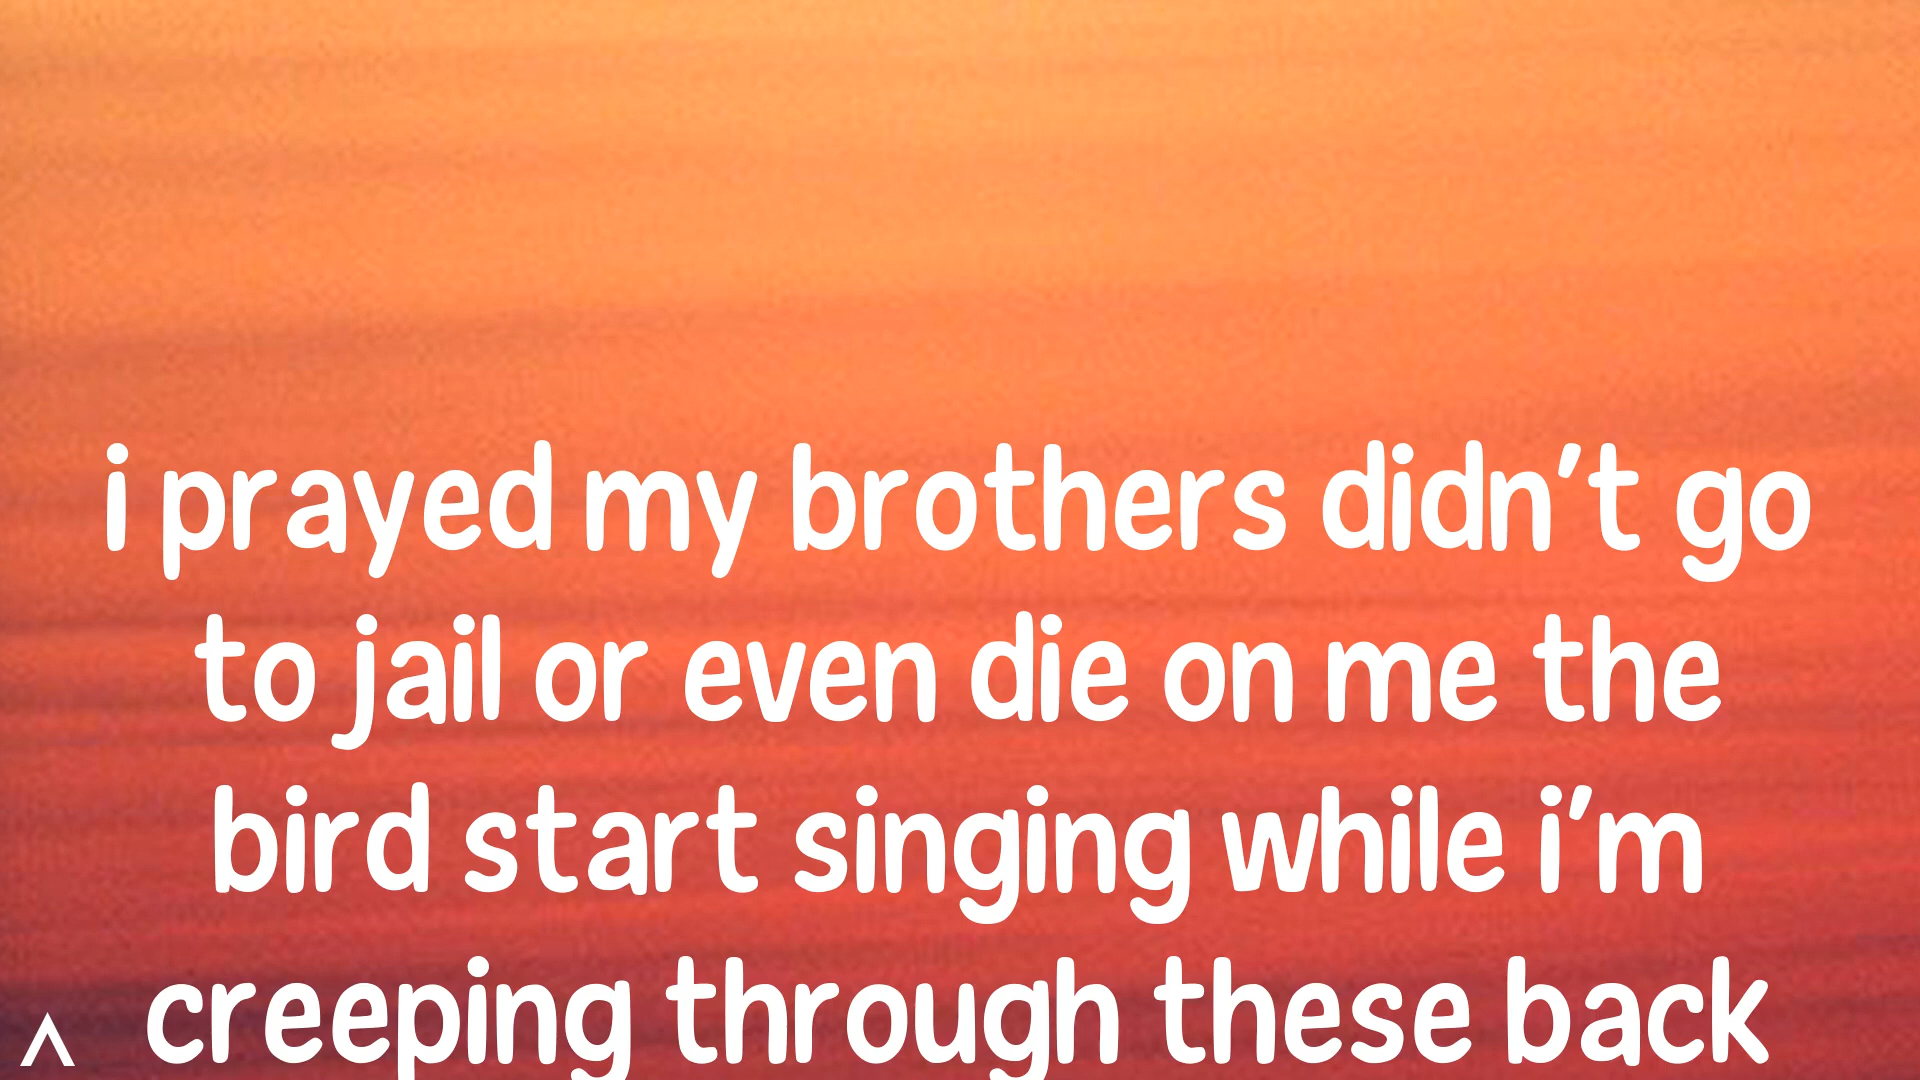 i prayed my brothers didn’t go
to jail or even die on me the
bird start singing while i’m
creeping through these back